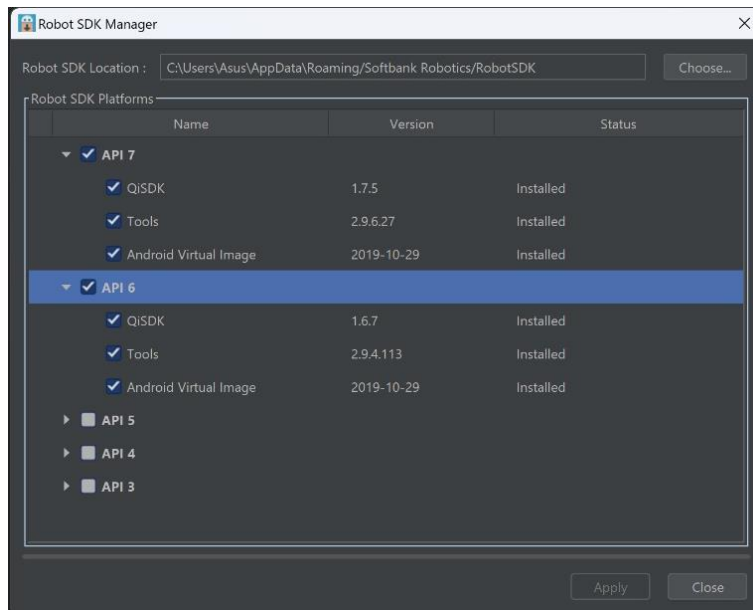 Robot SDK Manager
Robot SDK Location : C:\Users\Asus\AppData\Roaming/Softbank Robotics/RobotSDK Choose...
Robot SDK Platforms
Name Version Status
API 7
QiSDK 1.7.5 Installed
Tools 2.9.6.27 Installed
Android Virtual Image 2019-10-29 Installed
API 6
QiSDK 1.6.7 Installed
Tools 2.9.4.113 Installed
Android Virtual Image 2019-10-29 Installed
API 5
API 4
API 3
Apply Close